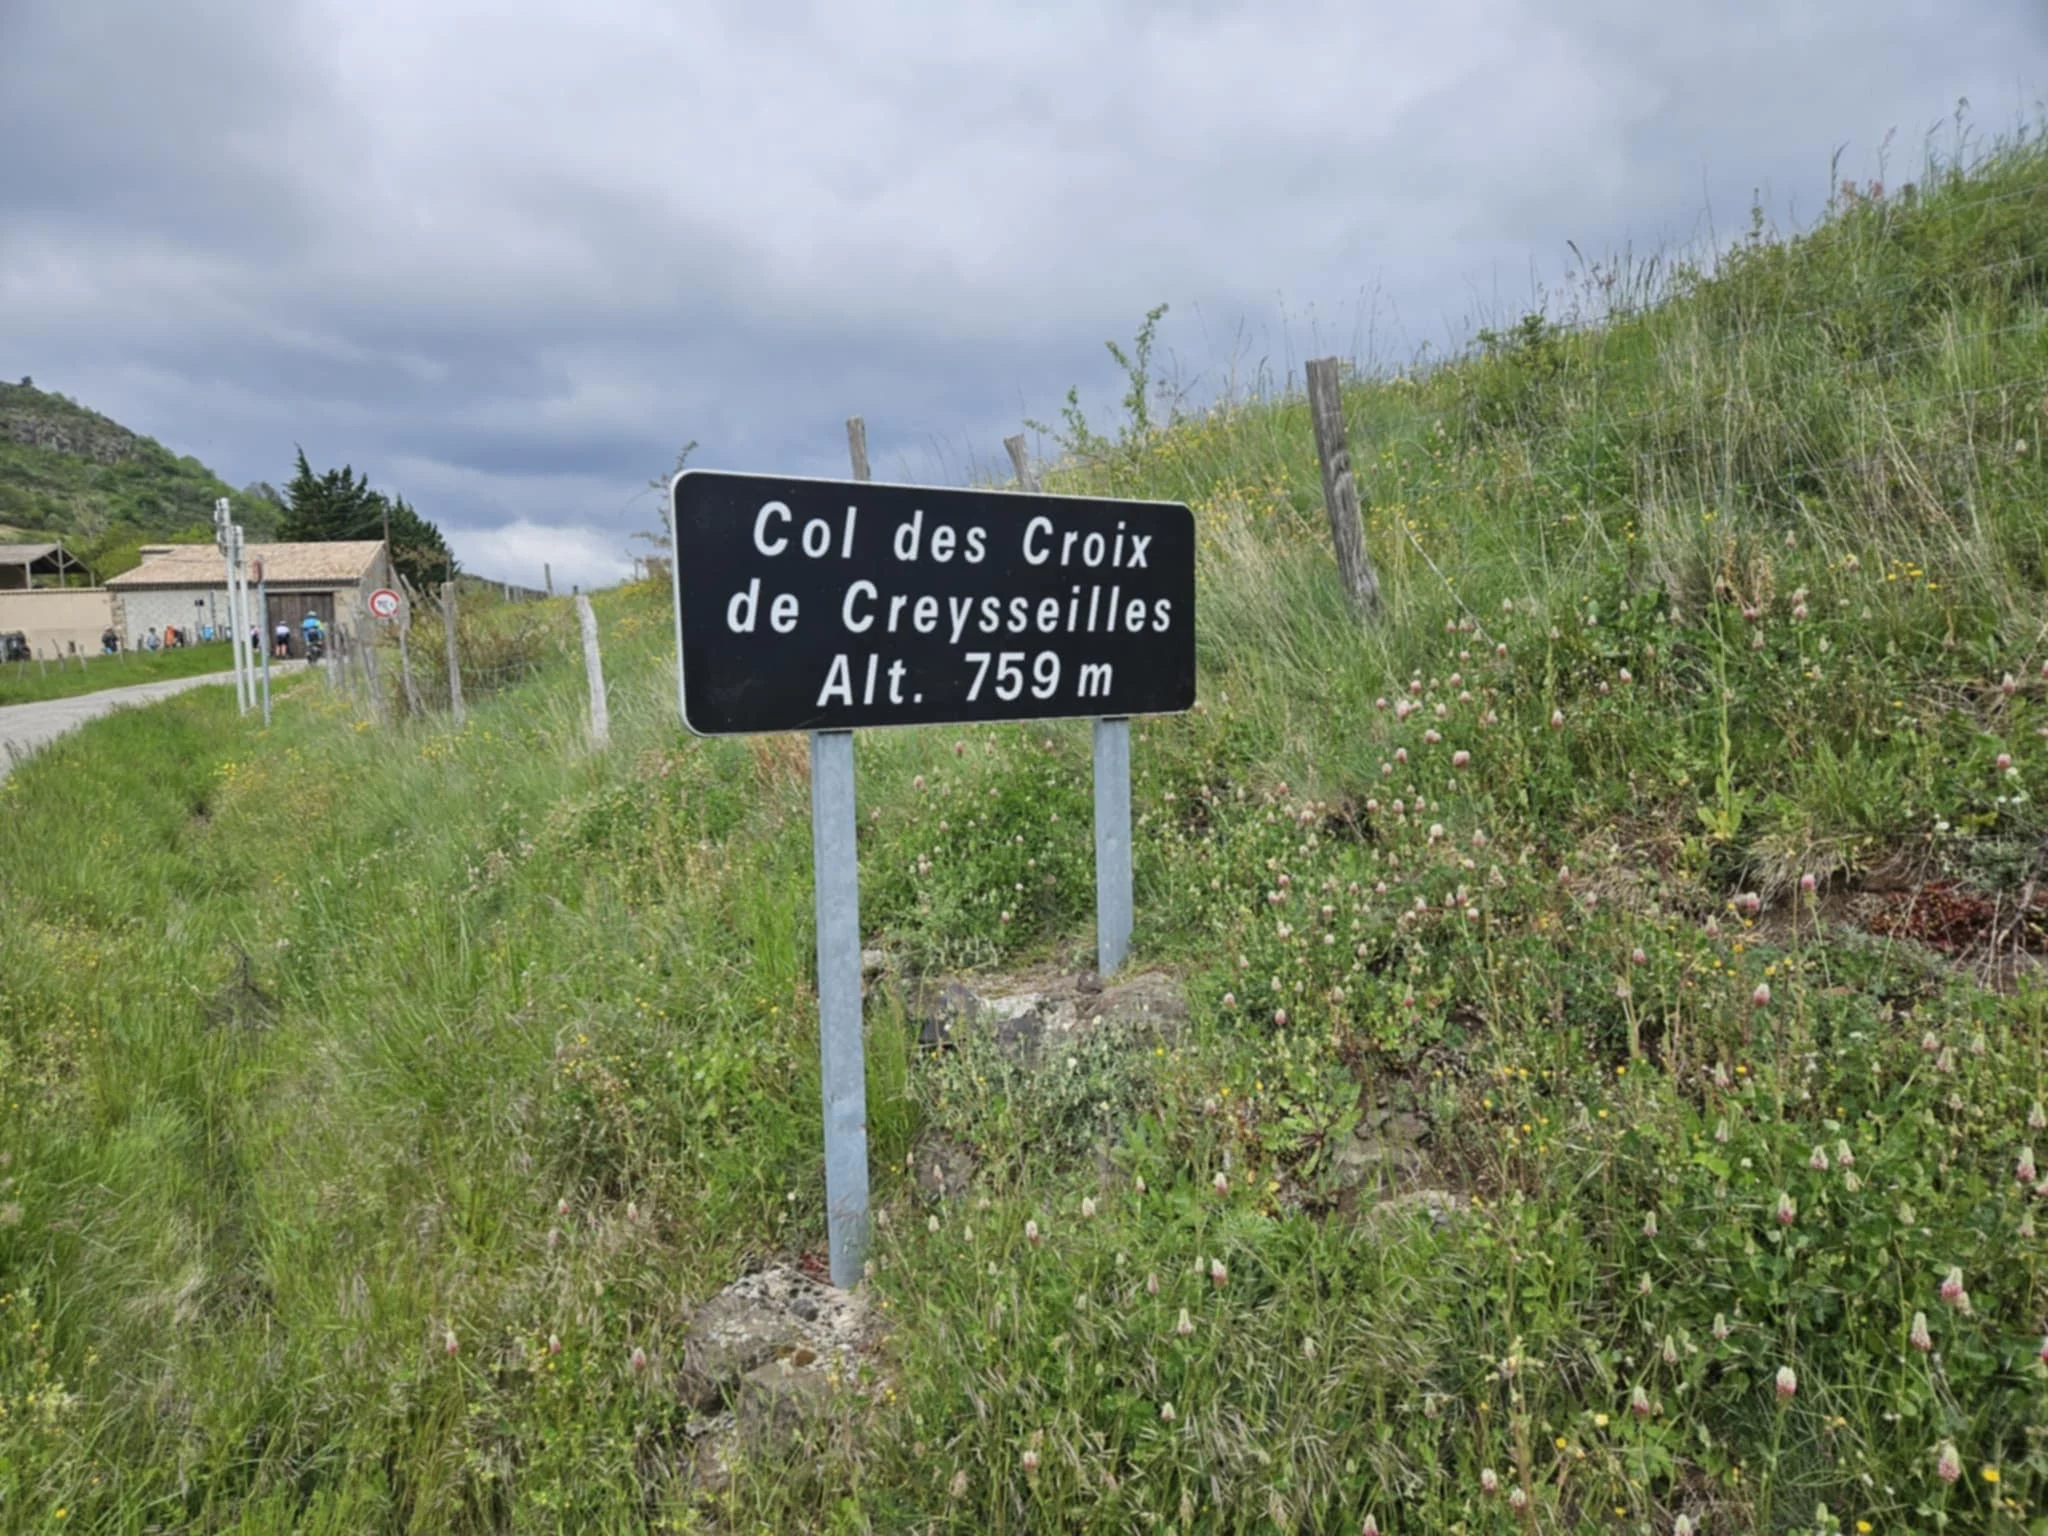 Col des Croix
de Creysseilles
Alt. 759 m